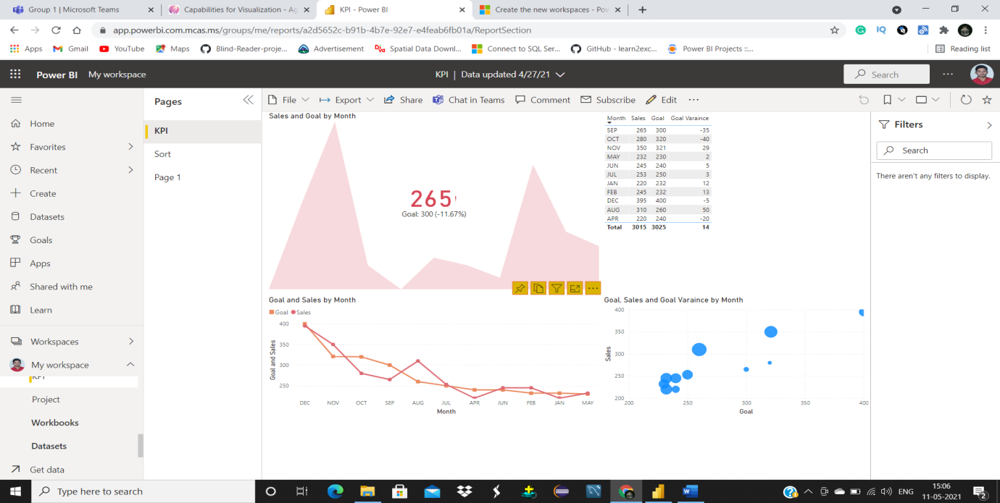 Group 1 | Microsoft Teams
Capabilities for Visualization - Ag
KPI - Power BI
Create the new workspaces - Pow
app.powerbi.com.mcas.ms/groups/me/reports/a2d5652c-b91b-4b7e-92e7-e4feab6fb01a/ReportSection
Apps Gmail YouTube Maps Blind-Reader-proje... Advertisement Spatial Data Downl... Connect to SQL Ser... GitHub - learn2exc... Power BI Projects ::... Reading list
Power BI My workspace KPI | Data updated 4/27/21 Search
Home
Favorites
Recent
Create
Datasets
Goals
Apps
Shared with me
Learn
Workspaces
My workspace
KPI
Project
Workbooks
Datasets
Get data
Pages
KPI
Sort
Page 1
File Export Share Chat in Teams Comment Subscribe Edit
Sales and Goal by Month
265!
Goal: 300 (-11.67%)
Month Sales Goal Goal Varaince
SEP 265 300 -35
OCT 280 320 -40
NOV 350 321 29
MAY 232 230 2
JUN 245 240 5
JUL 253 250 3
JAN 220 232 12
FEB 245 232 13
DEC 395 400 -5
AUG 310 260 50
APR 220 240 -20
Total 3015 3025 14
Goal and Sales by Month
Goal Sales
Goal and Sales
400
350
300
250
DEC NOV OCT SEP AUG JUL APR JUN FEB JAN MAY
Month
Goal, Sales and Goal Varaince by Month
Sales
400
350
300
250
200
200 250 300 350 400
Goal
Filters
Search
There aren't any filters to display.
Type here to search
ENG
15:06
11-05-2021
2